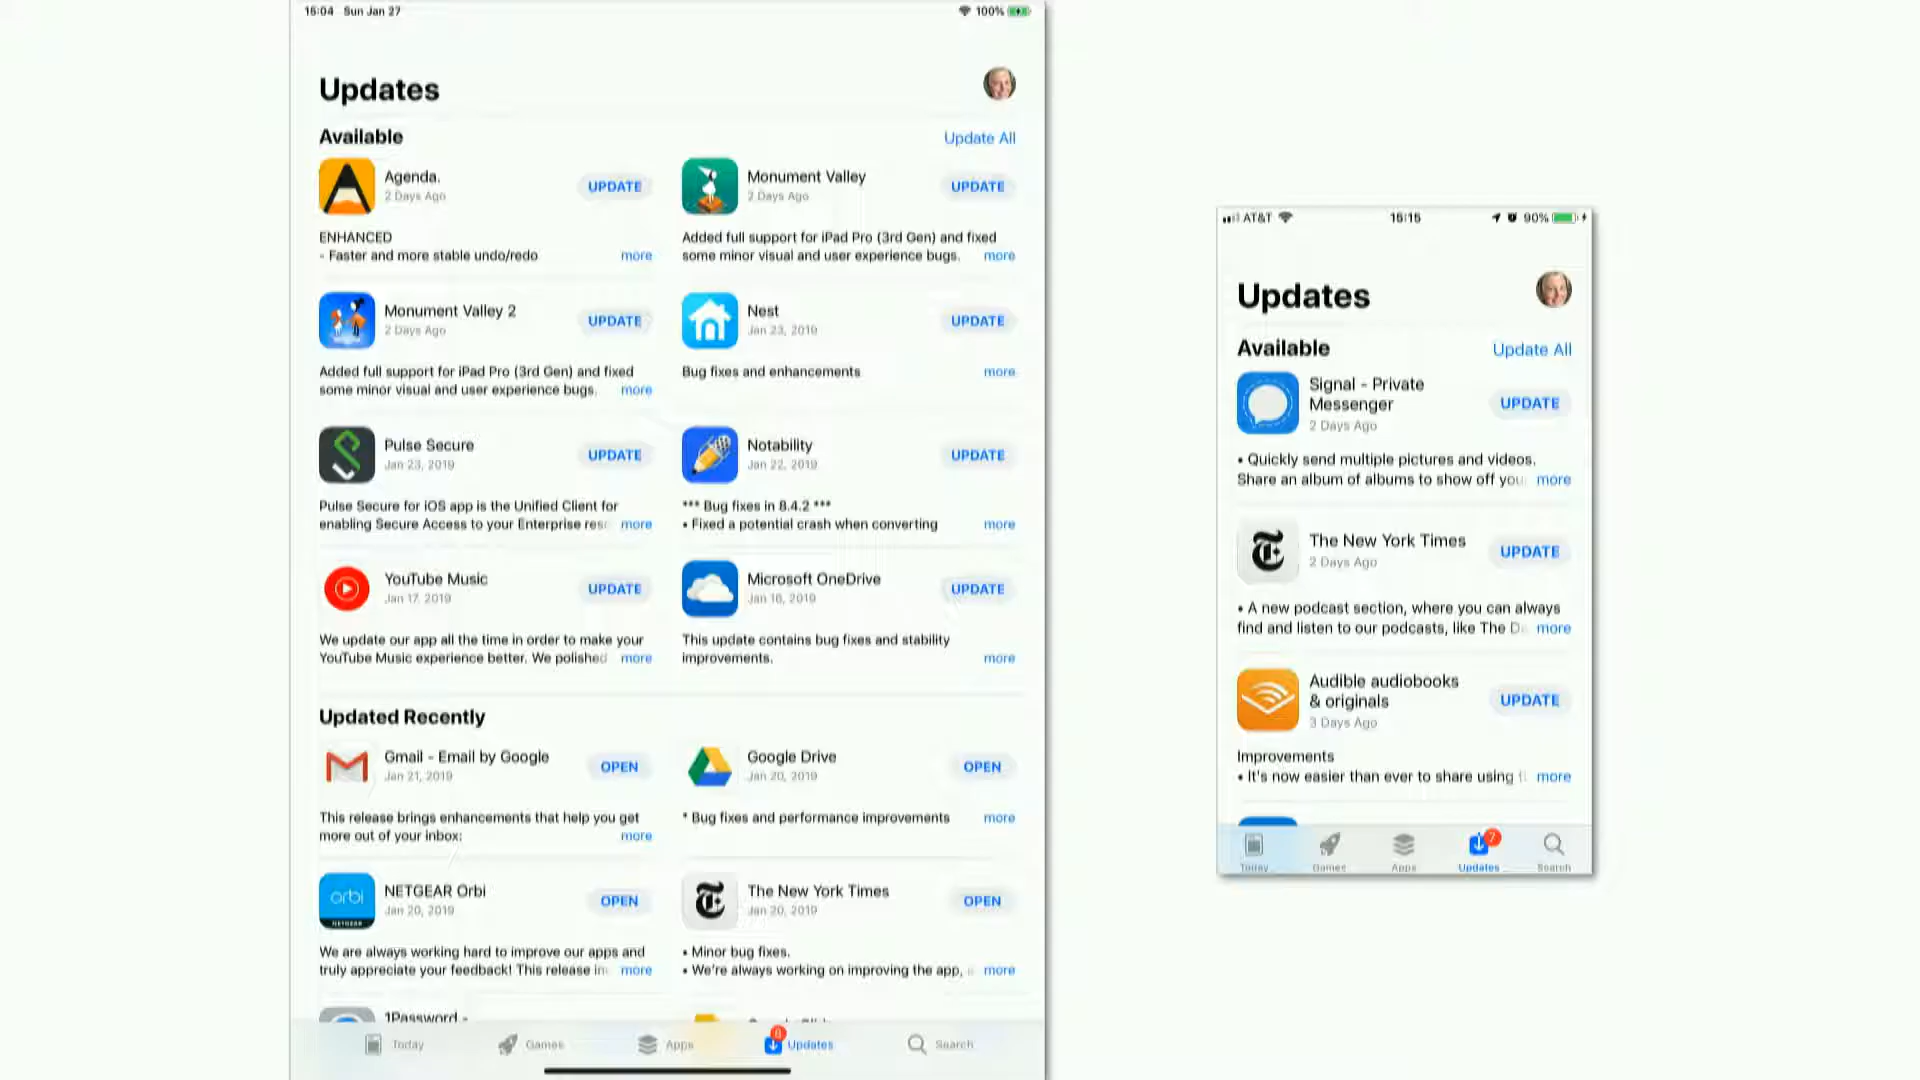 15:04 Sun Jan 27
100%
Updates
Available
Update All
Agenda.
2 Days Ago
UPDATE
ENHANCED
- Faster and more stable undo/redo
more
Monument Valley
2 Days Ago
UPDATE
Added full support for iPad Pro (3rd Gen) and fixed
some minor visual and user experience bugs.
more
Monument Valley 2
2 Days Ago
UPDATE
Added full support for iPad Pro (3rd Gen) and fixed
some minor visual and user experience bugs.
more
Nest
Jan 23, 2019
UPDATE
Bug fixes and enhancements
more
Pulse Secure
Jan 23, 2019
UPDATE
Pulse Secure for iOS app is the Unified Client for
enabling Secure Access to your Enterprise
more
Notability
Jan 22, 2019
UPDATE
*** Bug fixes in 8.4.2 ***
• Fixed a potential crash when converting
more
YouTube Music
Jan 17, 2019
UPDATE
We update our app all the time in order to make your
YouTube Music experience better. We polished
more
Microsoft OneDrive
Jan 16, 2019
UPDATE
This update contains bug fixes and stability
improvements.
more
Updated Recently
Gmail - Email by Google
Jan 21, 2019
OPEN
This release brings enhancements that help you get
more out of your inbox:
more
Google Drive
Jan 20, 2019
OPEN
* Bug fixes and performance improvements
more
orbi
NETGEAR
NETGEAR Orbi
Jan 20, 2019
OPEN
We are always working hard to improve our apps and
truly appreciate your feedback! This release
more
The New York Times
Jan 20, 2019
OPEN
• Minor bug fixes.
• We're always working on improving the app,
more
1Password -
Today
Games
Apps
8
Updates
Search
AT&T
15:15
90%
Updates
Available
Update All
Signal - Private
Messenger
2 Days Ago
UPDATE
• Quickly send multiple pictures and videos.
Share an album of albums to show off you
more
The New York Times
2 Days Ago
UPDATE
• A new podcast section, where you can always
find and listen to our podcasts, like The
more
Audible audiobooks
& originals
3 Days Ago
UPDATE
Improvements
• It's now easier than ever to share using
more
Today
Games
Apps
7
Updates
Search